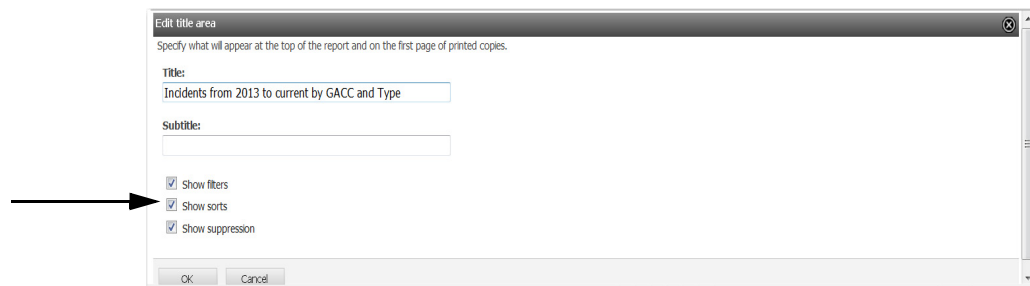 Edit title area
Specify what will appear at the top of the report and on the first page of printed copies.
Title:
Incidents from 2013 to current by GACC and Type
Subtitle:
Show filters
Show sorts
Show suppression
OK Cancel